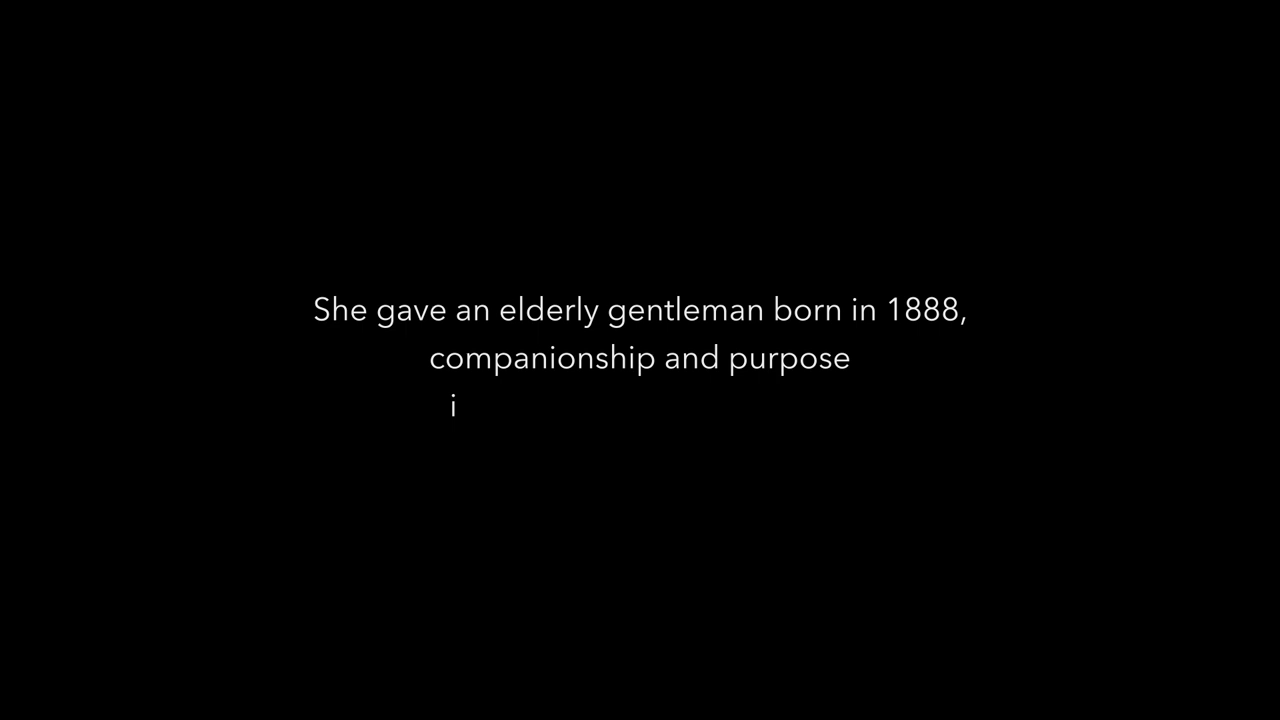 She gave an elderly gentleman born in 1888,
companionship and purpose
i